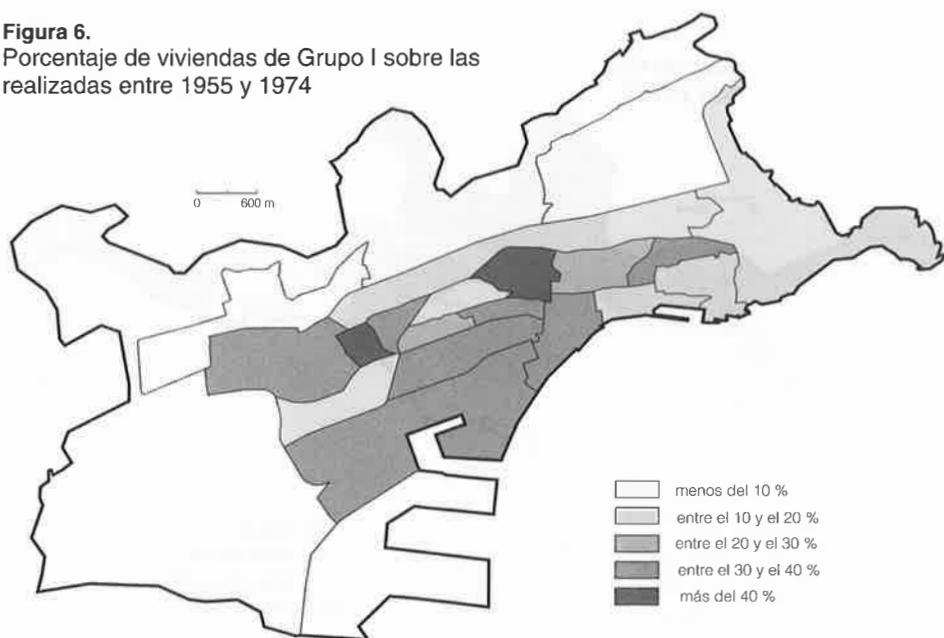 Figura 6.
Porcentaje de viviendas de Grupo I sobre las
realizadas entre 1955 y 1974
0 600 m
menos del 10 %
entre el 10 y el 20 %
entre el 20 y el 30 %
entre el 30 y el 40 %
más del 40 %